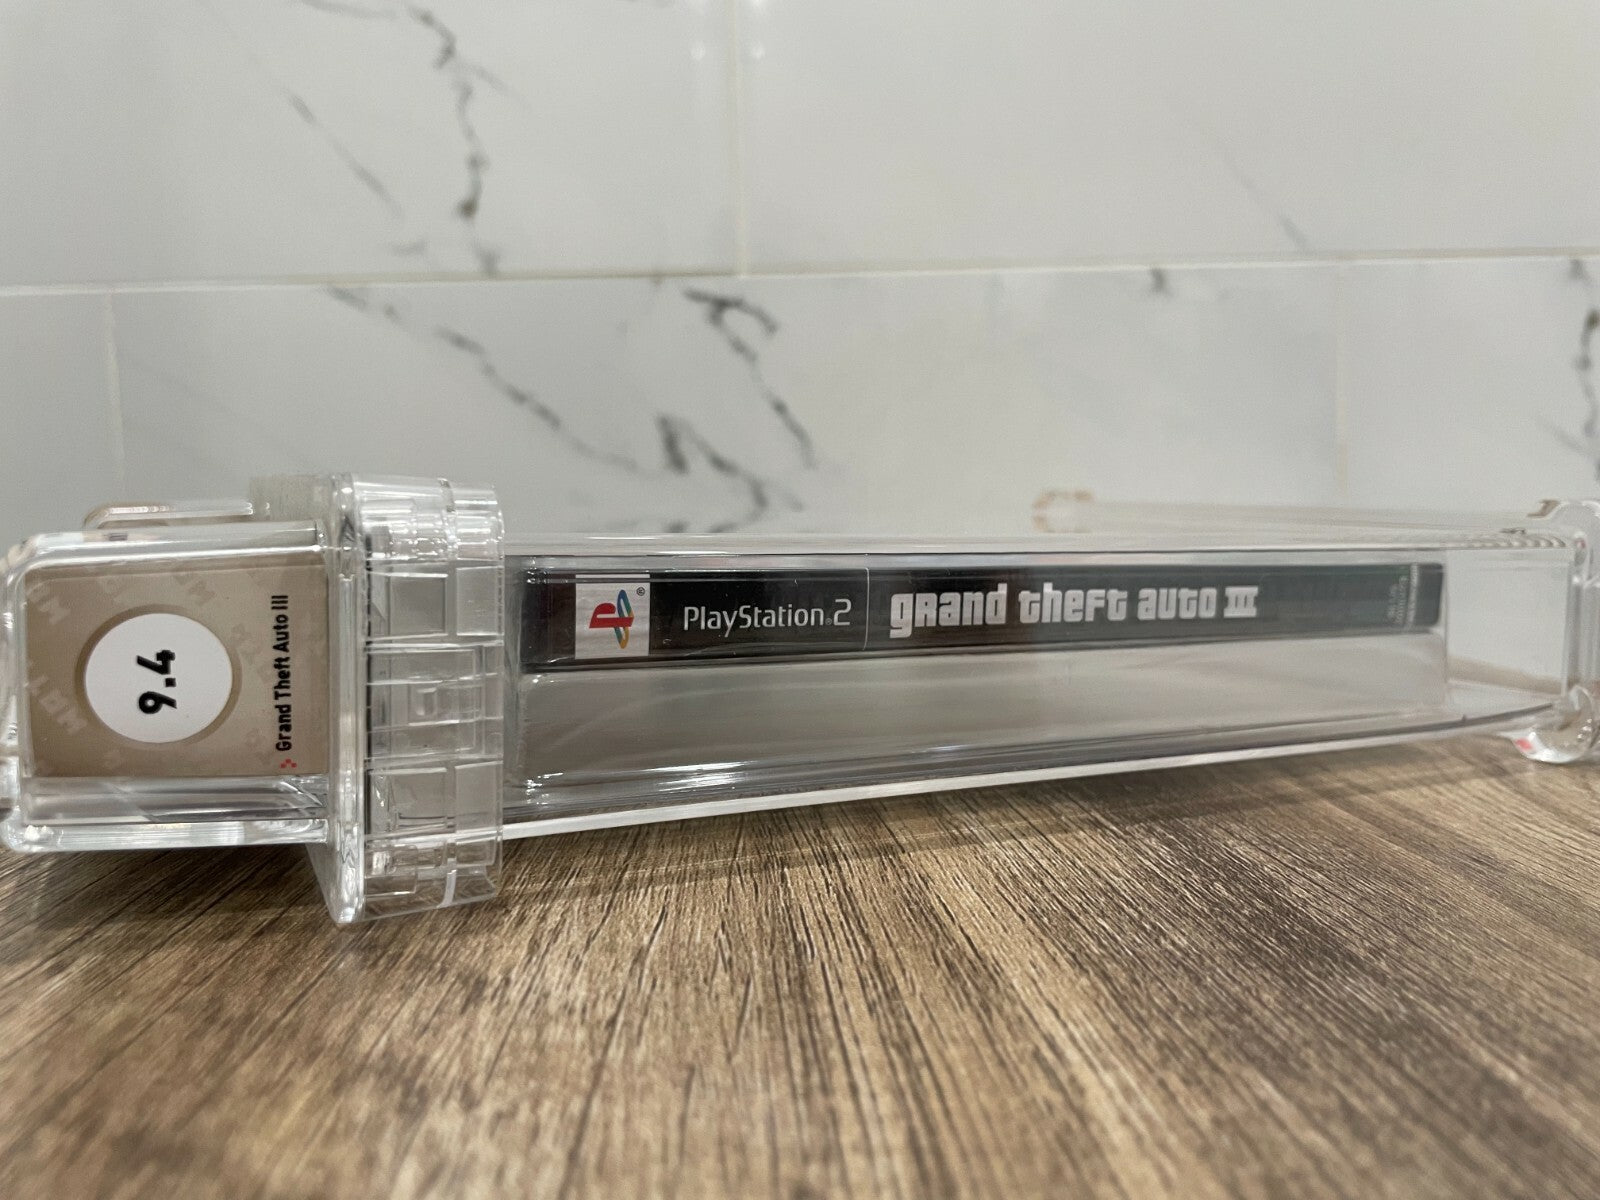 9.4
Grand Theft Auto III
PlayStation®2
grand theft auto III